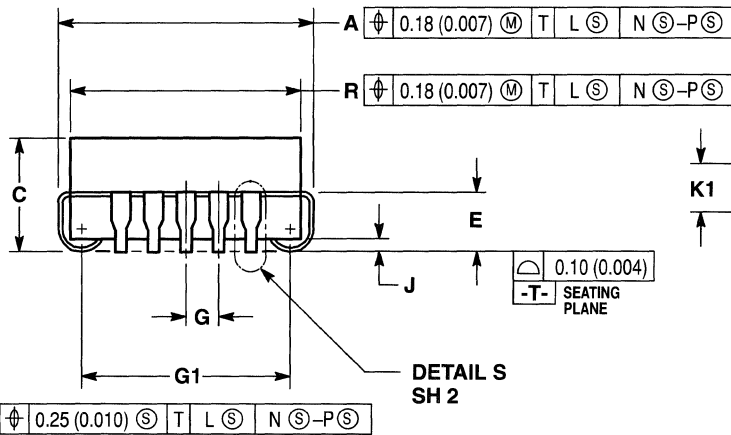 A ⌖ 0.18 (0.007) Ⓜ T L Ⓢ N Ⓢ–P Ⓢ
R ⌖ 0.18 (0.007) Ⓜ T L Ⓢ N Ⓢ–P Ⓢ
C
K1
E
J
⌓ 0.10 (0.004)
-T- SEATING
PLANE
G
G1
DETAIL S
SH 2
⌖ 0.25 (0.010) Ⓢ T L Ⓢ N Ⓢ–P Ⓢ